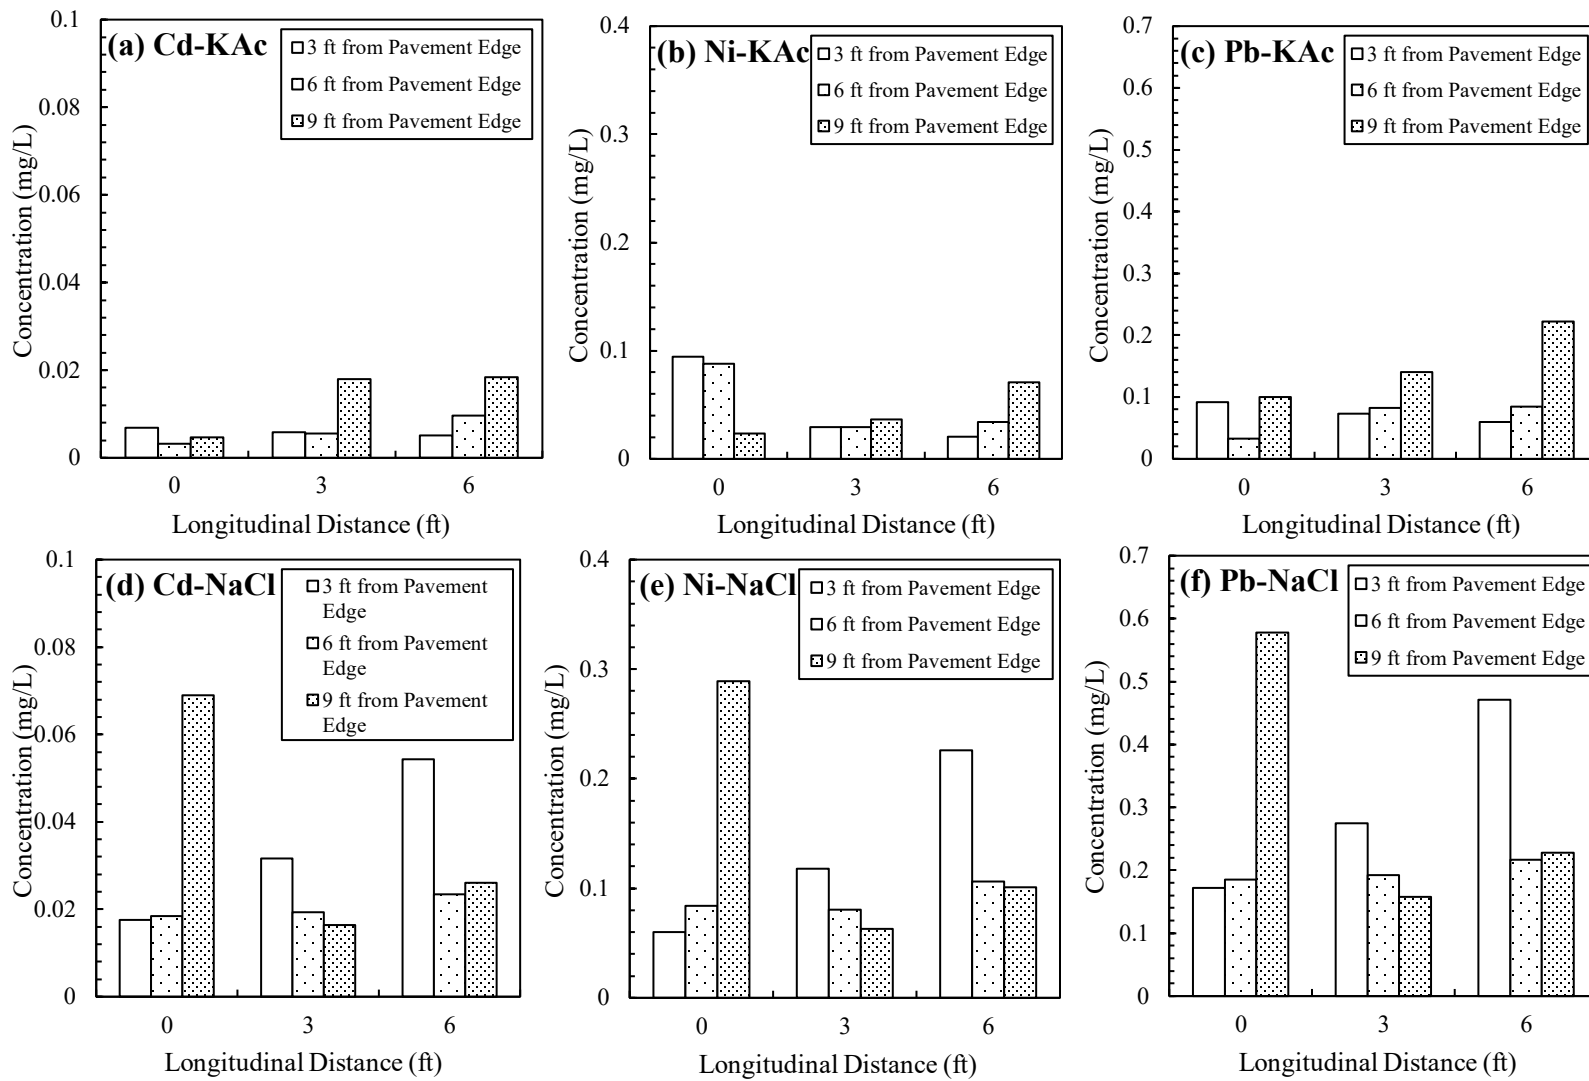 (a) Cd-KAc
3 ft from Pavement Edge
6 ft from Pavement Edge
9 ft from Pavement Edge
0.1
0.08
0.06
0.04
0.02
0
Concentration (mg/L)
0 3 6
Longitudinal Distance (ft)
(b) Ni-KAc
3 ft from Pavement Edge
6 ft from Pavement Edge
9 ft from Pavement Edge
0.4
0.3
0.2
0.1
0
Concentration (mg/L)
0 3 6
Longitudinal Distance (ft)
(c) Pb-KAc
3 ft from Pavement Edge
6 ft from Pavement Edge
9 ft from Pavement Edge
0.7
0.6
0.5
0.4
0.3
0.2
0.1
0
Concentration (mg/L)
0 3 6
Longitudinal Distance (ft)
(d) Cd-NaCl
3 ft from Pavement
Edge
6 ft from Pavement
Edge
9 ft from Pavement
Edge
0.1
0.08
0.06
0.04
0.02
0
Concentration (mg/L)
0 3 6
Longitudinal Distance (ft)
(e) Ni-NaCl
3 ft from Pavement Edge
6 ft from Pavement Edge
9 ft from Pavement Edge
0.4
0.3
0.2
0.1
0
Concentration (mg/L)
0 3 6
Longitudinal Distance (ft)
(f) Pb-NaCl
3 ft from Pavement Edge
6 ft from Pavement Edge
9 ft from Pavement Edge
0.7
0.6
0.5
0.4
0.3
0.2
0.1
0
Concentration (mg/L)
0 3 6
Longitudinal Distance (ft)